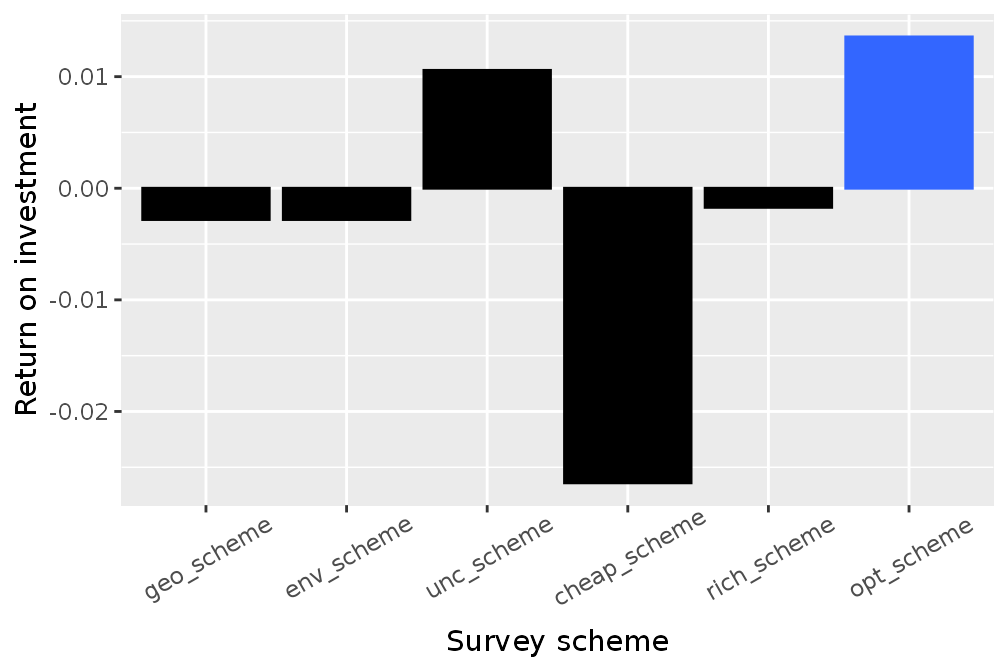 Return on investment
0.01
0.00
-0.01
-0.02
geo_scheme
env_scheme
unc_scheme
cheap_scheme
rich_scheme
opt_scheme
Survey scheme